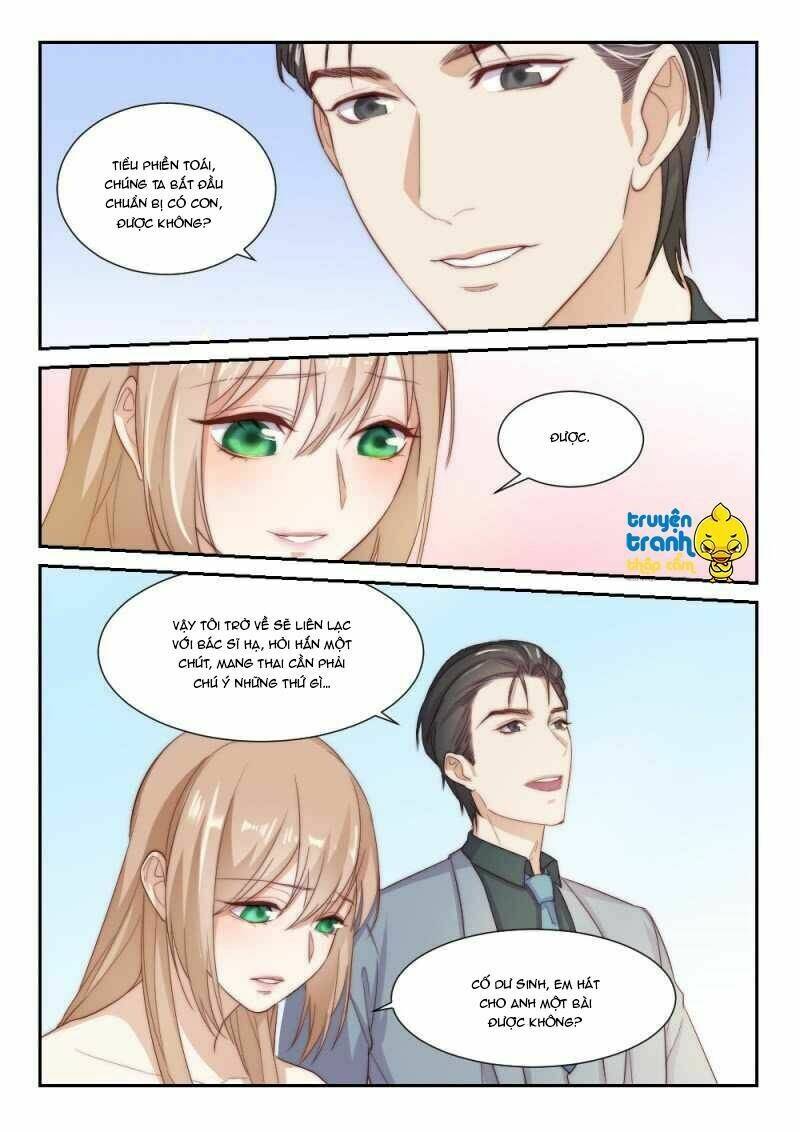 TIỂU PHIỀN TOÁI,
CHÚNG TA BẮT ĐẦU
CHUẨN BỊ CÓ CON,
ĐƯỢC KHÔNG?
ĐƯỢC.
truyện
tranh
thập cẩm
VẬY TÔI TRỞ VỀ SẼ LIÊN LẠC
VỚI BÁC SĨ HẠ, HỎI HẮN MỘT
CHÚT, MANG THAI CẦN PHẢI
CHÚ Ý NHỮNG THỨ GÌ...
CỐ DƯ SINH, EM HÁT
CHO ANH MỘT BÀI
ĐƯỢC KHÔNG?